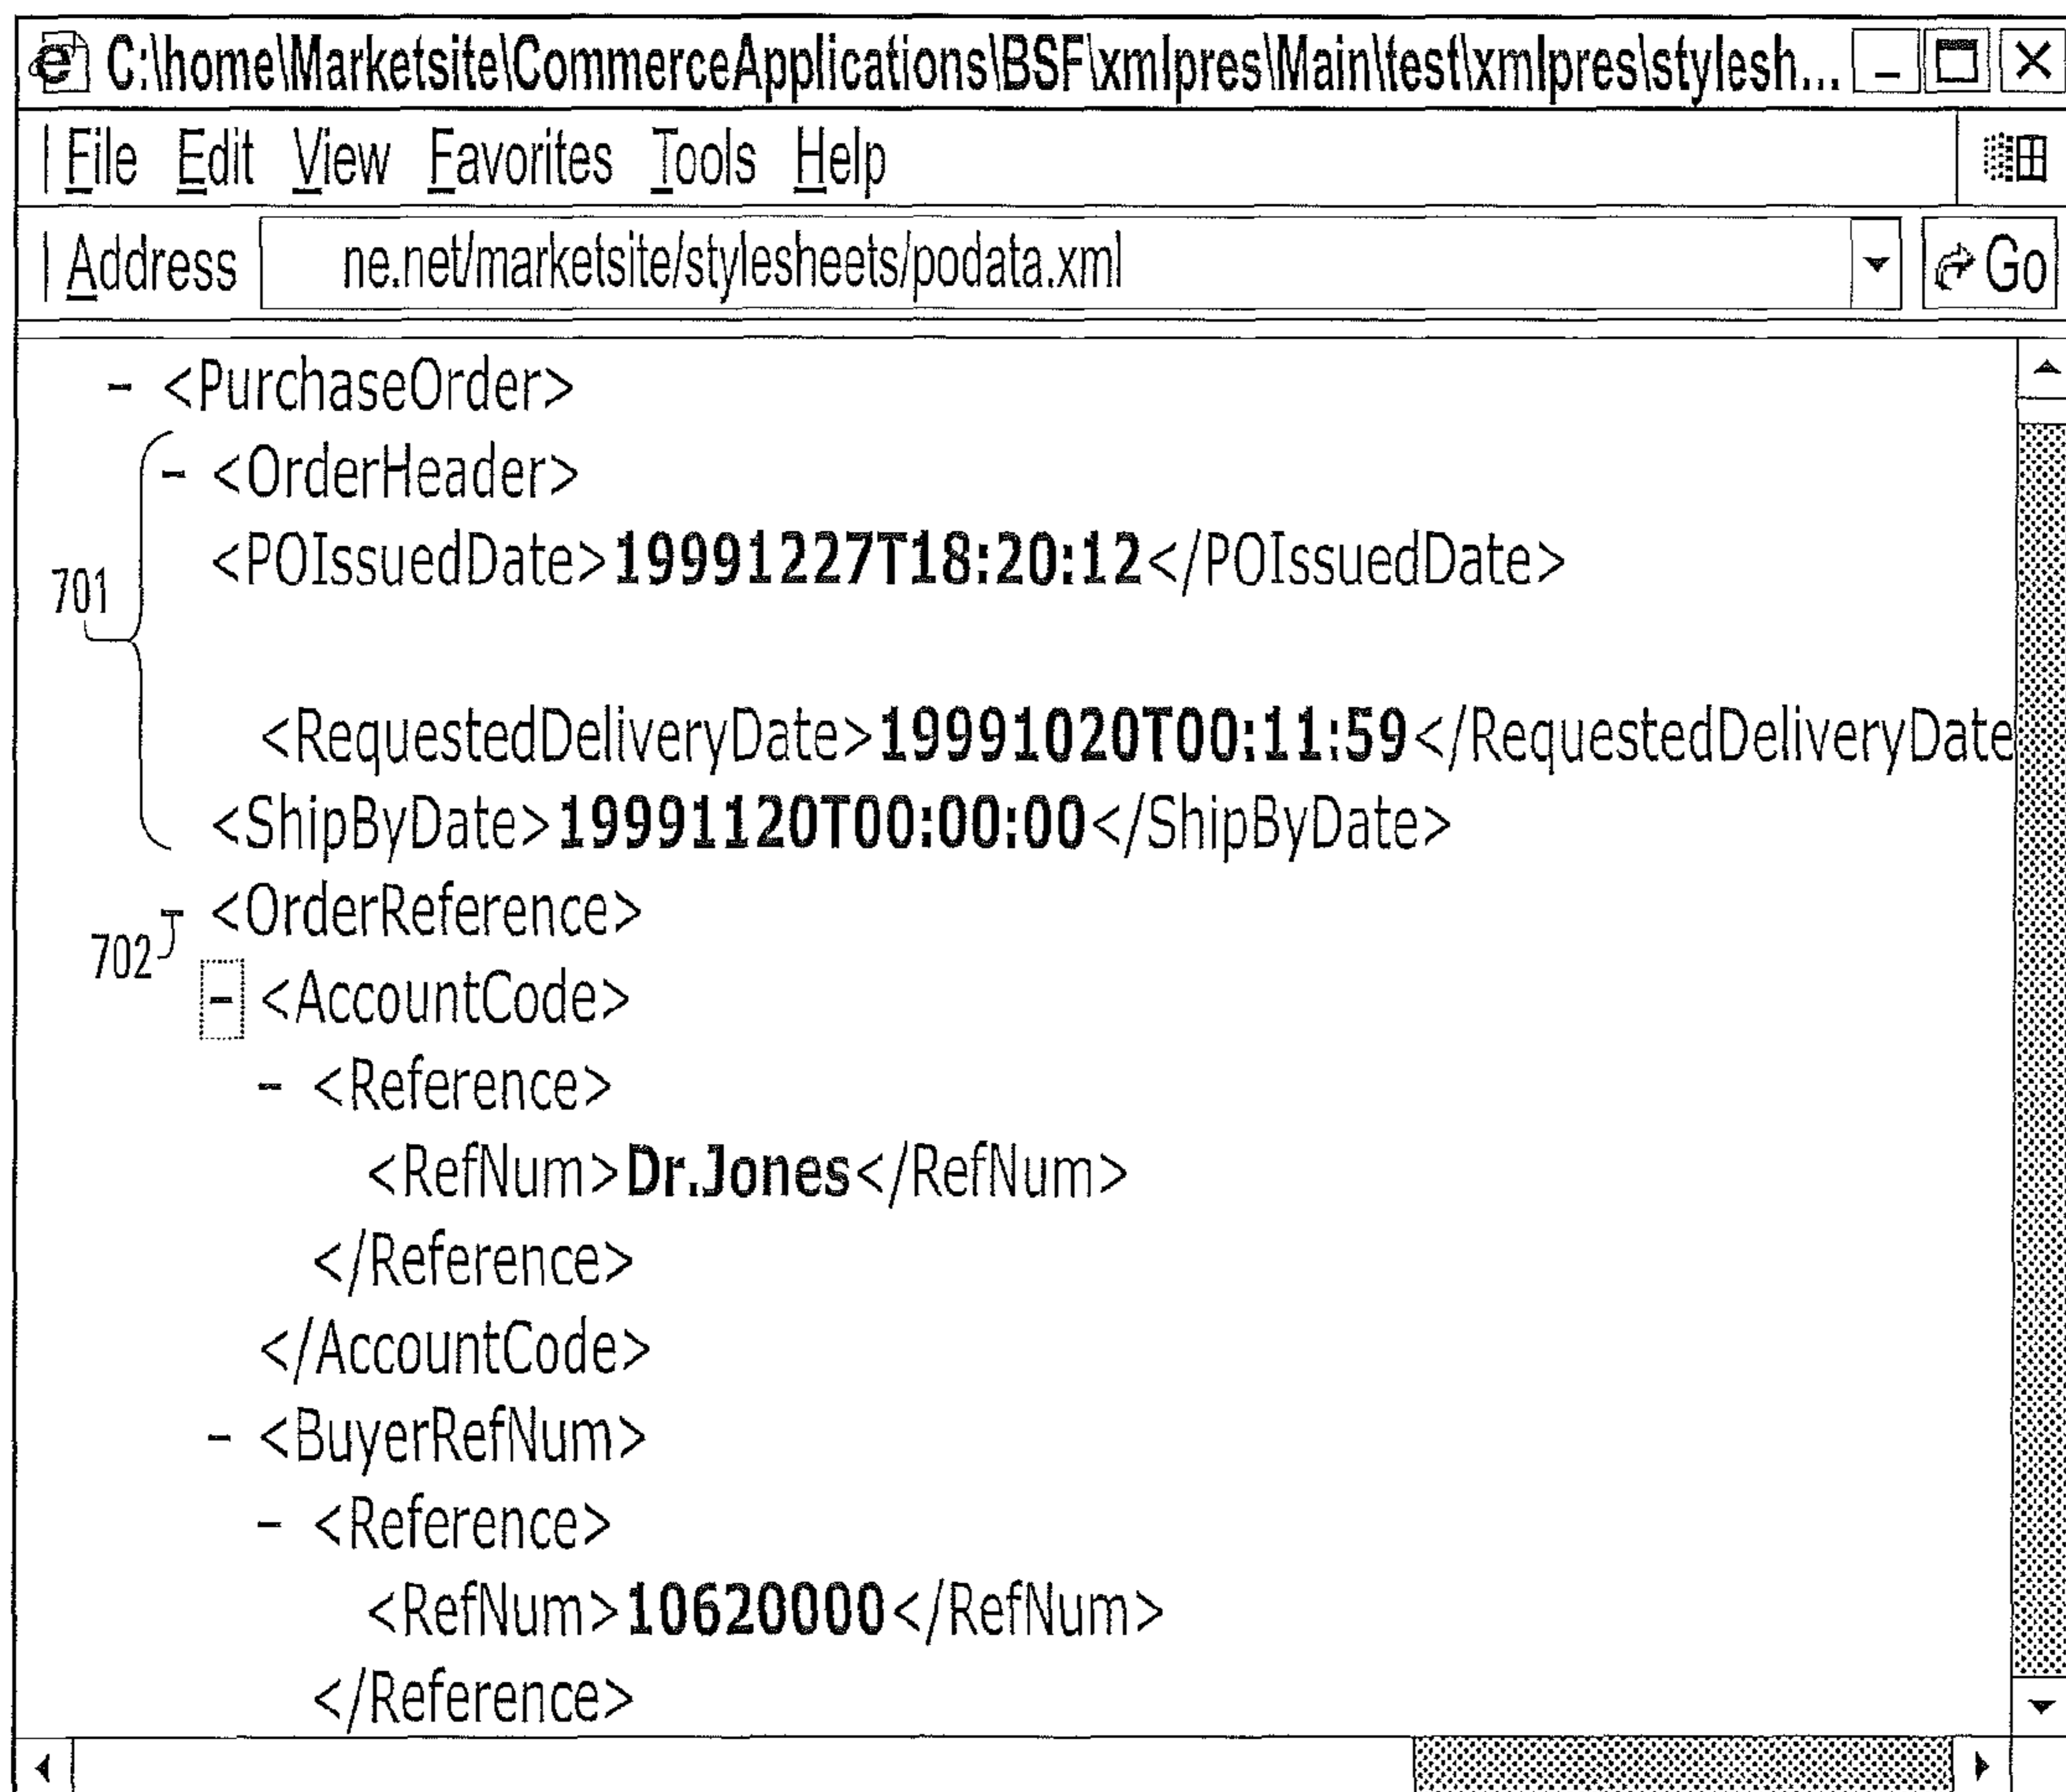 C:\home\Marketsite\CommerceApplications\BSF\xmlpres\Main\test\xmlpres\stylesh...
File Edit View Favorites Tools Help
Address ne.net/marketsite/stylesheets/podata.xml Go
- <PurchaseOrder>
- <OrderHeader>
<POIssuedDate>19991227T18:20:12</POIssuedDate>
701
<RequestedDeliveryDate>19991020T00:11:59</RequestedDeliveryDate
<ShipByDate>19991120T00:00:00</ShipByDate>
- <OrderReference>
702
- <AccountCode>
- <Reference>
<RefNum>Dr.Jones</RefNum>
</Reference>
</AccountCode>
- <BuyerRefNum>
- <Reference>
<RefNum>10620000</RefNum>
</Reference>